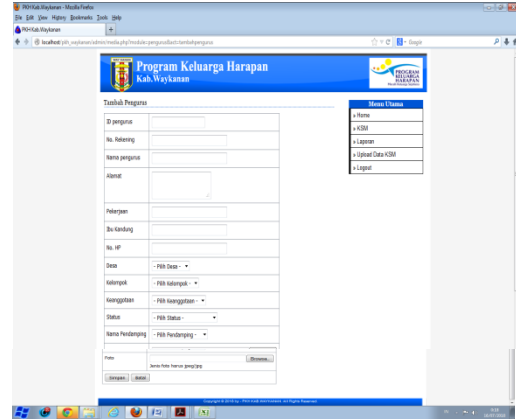 PKH Kab.Waykanan - Mozilla Firefox
File Edit View History Bookmarks Tools Help
PKH Kab.Waykanan
Google
Program Keluarga Harapan
Kab.Waykanan
PROGRAM
KELUARGA
HARAPAN
Tambah Pengurus
ID pengurus
No. Rekening
Nama pengurus
Alamat
Pekerjaan
Ibu Kandung
No. HP
Desa - Pilih Desa -
Kelompok - Pilih Kelompok -
Keanggotaan - Pilih Keanggotaan -
Status - Pilih Status -
Nama Pendamping - Pilih Pendamping -
Foto Browse...
Jenis foto harus jpeg/jpg
Simpan Batal
Menu Utama
» Home
» KSM
» Laporan
» Upload Data KSM
» Logout